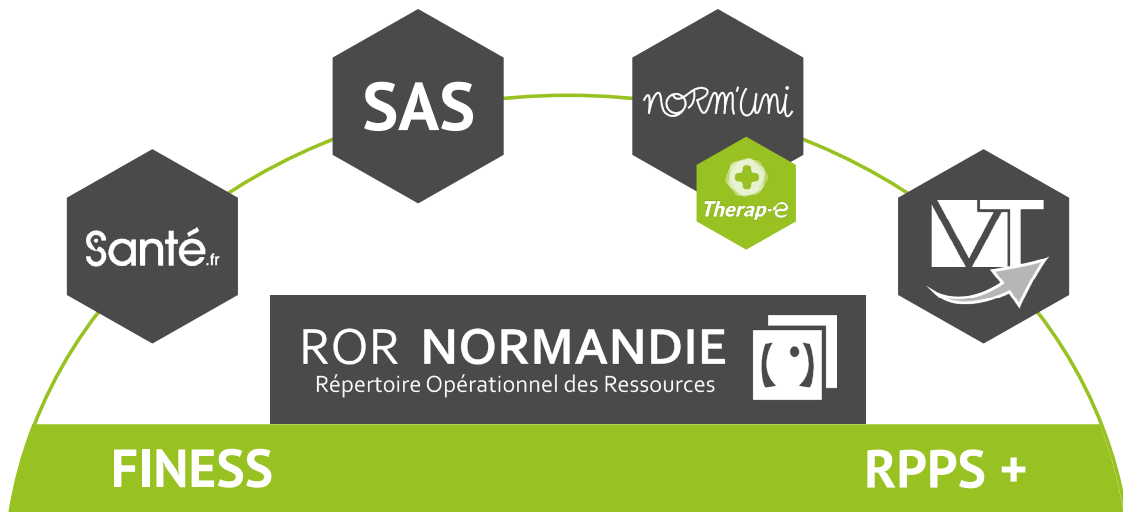 SAS
noRm'uni
Therap-e
Santé.fr
VT
ROR NORMANDIE
Répertoire Opérationnel des Ressources
FINESS
RPPS +